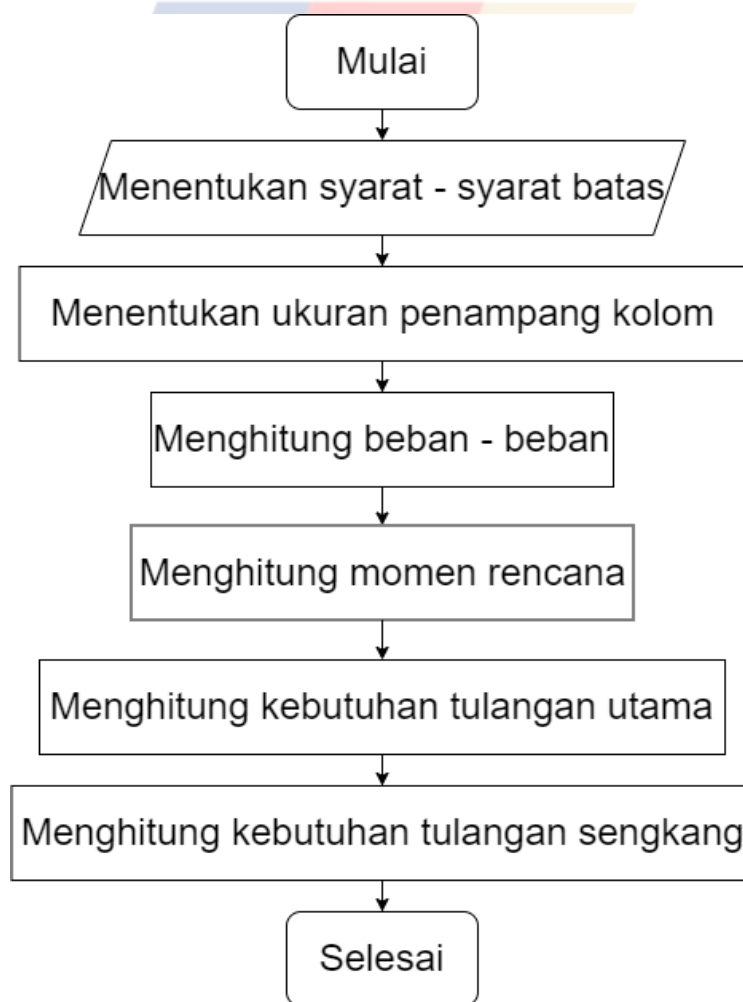 Mulai
Menentukan syarat - syarat batas
Menentukan ukuran penampang kolom
Menghitung beban - beban
Menghitung momen rencana
Menghitung kebutuhan tulangan utama
Menghitung kebutuhan tulangan sengkang
Selesai